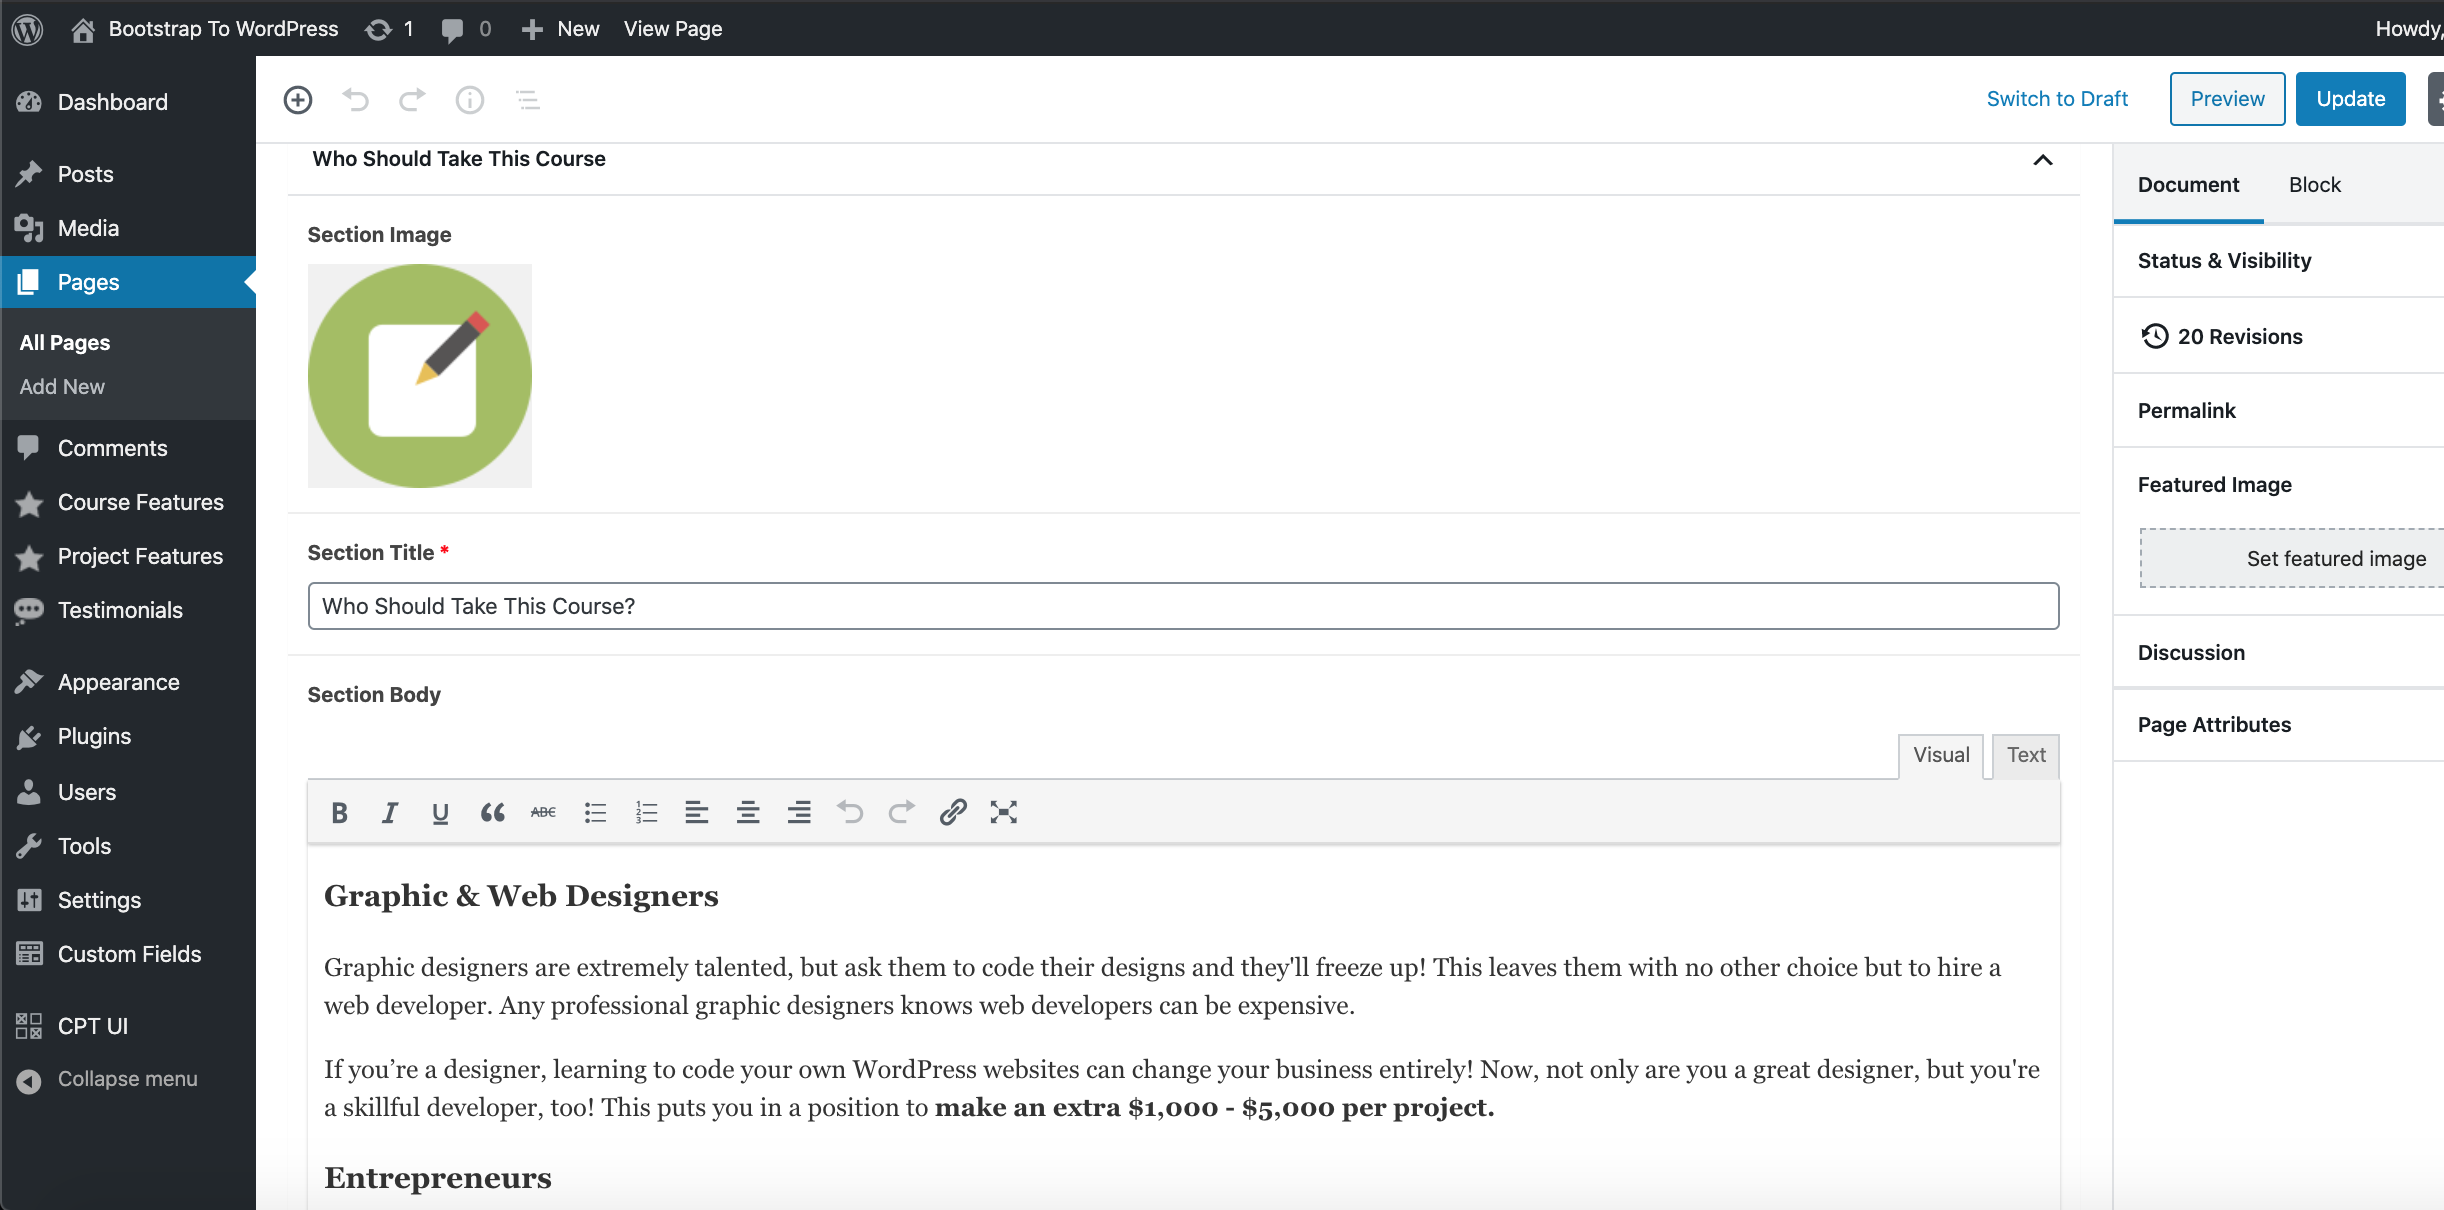 Bootstrap To WordPress 1 0 New View Page Howdy,
Dashboard
Posts
Media
Pages
All Pages
Add New
Comments
Course Features
Project Features
Testimonials
Appearance
Plugins
Users
Tools
Settings
Custom Fields
CPT UI
Collapse menu
Switch to Draft Preview Update
Who Should Take This Course
Section Image
Section Title *
Who Should Take This Course?
Section Body
Visual Text
B I U ABC
Graphic & Web Designers
Graphic designers are extremely talented, but ask them to code their designs and they'll freeze up! This leaves them with no other choice but to hire a
web developer. Any professional graphic designers knows web developers can be expensive.
If you’re a designer, learning to code your own WordPress websites can change your business entirely! Now, not only are you a great designer, but you're
a skillful developer, too! This puts you in a position to make an extra $1,000 - $5,000 per project.
Entrepreneurs
Document Block
Status & Visibility
20 Revisions
Permalink
Featured Image
Set featured image
Discussion
Page Attributes